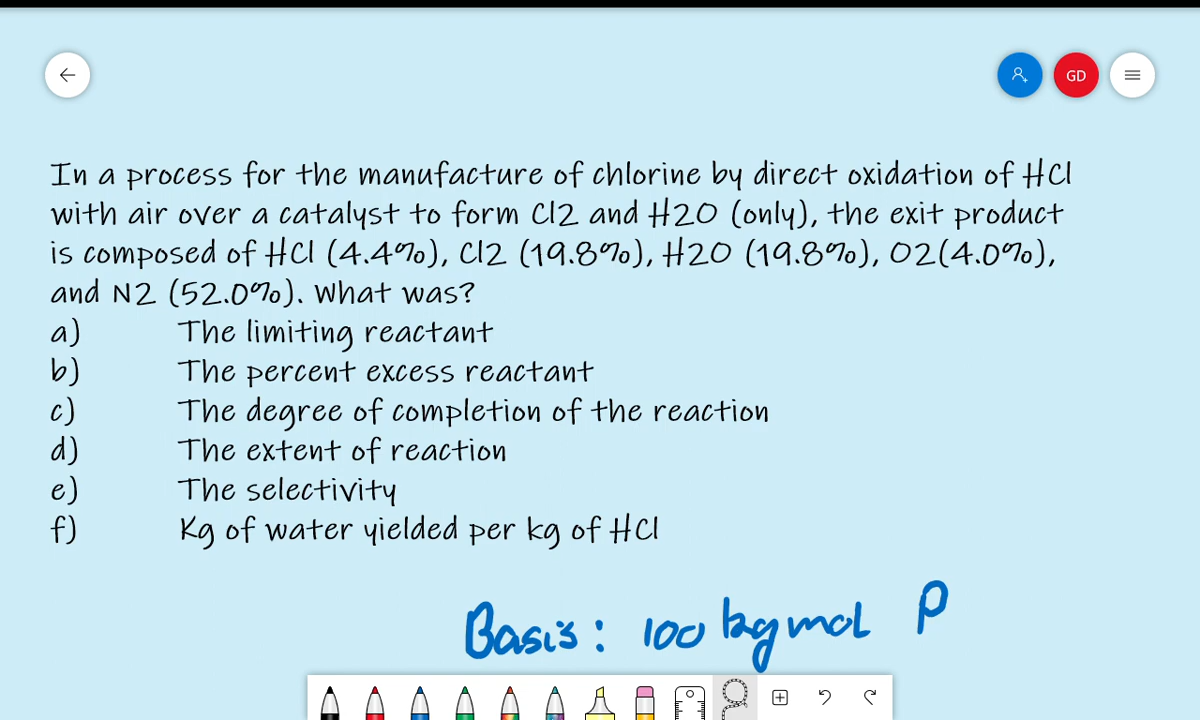 GD
In a process for the manufacture of chlorine by direct oxidation of HCl
with air over a catalyst to form Cl2 and H2O (only), the exit product
is composed of HCl (4.4%), Cl2 (19.8%), H2O (19.8%), O2(4.0%),
and N2 (52.0%). What was?
a) The limiting reactant
b) The percent excess reactant
c) The degree of completion of the reaction
d) The extent of reaction
e) The selectivity
f) Kg of water yielded per kg of HCl
Basis: 100 kg mol P